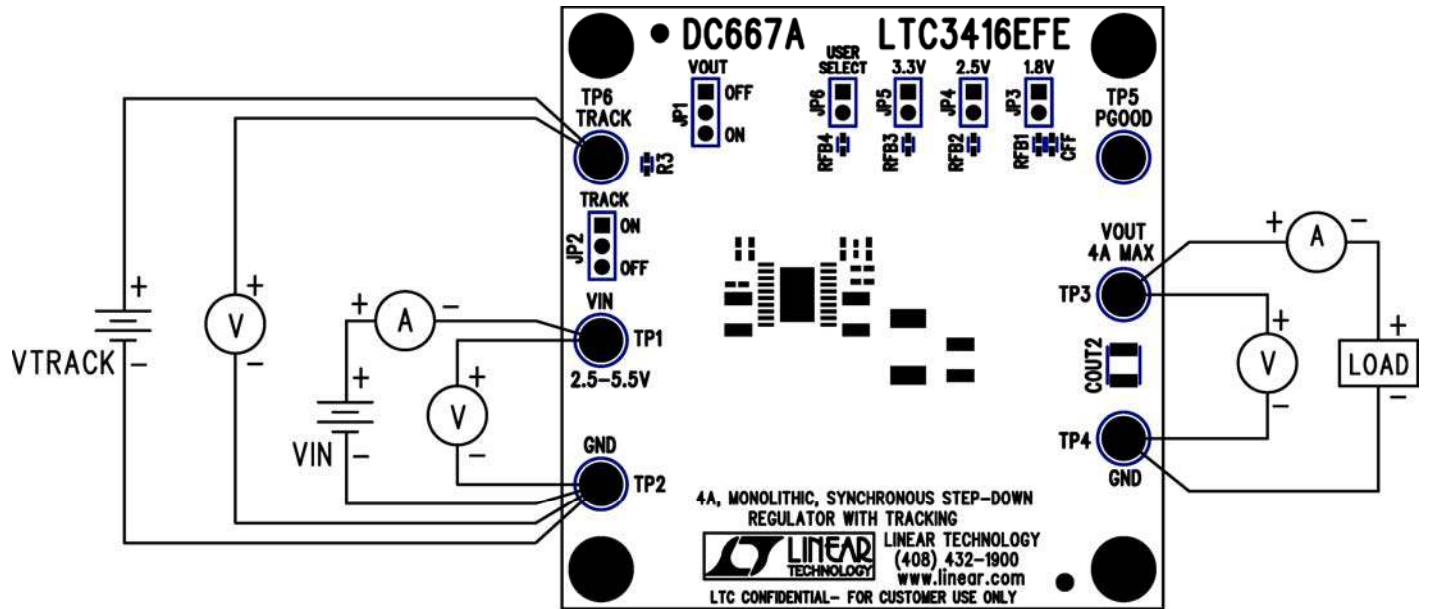 DC667A LTC3416EFE
VOUT
OFF
ON
JP1
USER
SELECT
3.3V
2.5V
1.8V
JP6
JP5
JP4
JP3
RFB4
RFB3
RFB2
RFB1
CFF
TP6
TRACK
R3
TP5
PGOOD
TRACK
ON
OFF
JP2
VIN
TP1
2.5-5.5V
GND
TP2
VOUT
4A MAX
TP3
COUT2
TP4
GND
+
-
VTRACK
+
V
-
+
A
-
+
-
VIN
+
V
-
+
A
-
+
V
-
+
LOAD
-
4A, MONOLITHIC, SYNCHRONOUS STEP-DOWN
REGULATOR WITH TRACKING
LINEAR
TECHNOLOGY
LINEAR TECHNOLOGY
(408) 432-1900
www.linear.com
LTC CONFIDENTIAL- FOR CUSTOMER USE ONLY